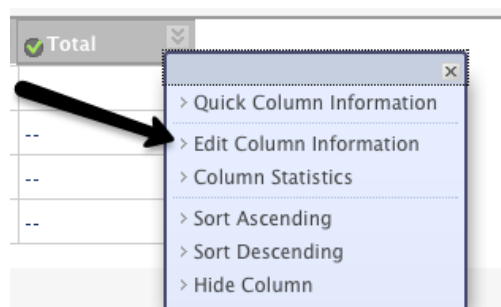 Total
Quick Column Information
--
Edit Column Information
--
Column Statistics
--
Sort Ascending
Sort Descending
Hide Column